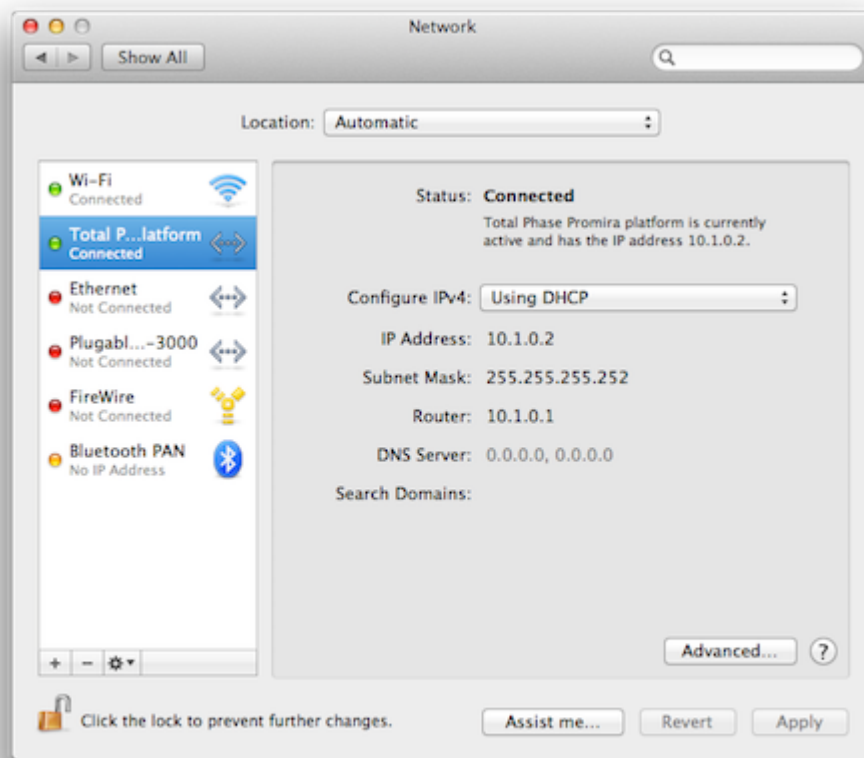 Network
Show All
Location: Automatic
Wi-Fi
Connected
Total P...latform
Connected
Ethernet
Not Connected
Plugabl...-3000
Not Connected
FireWire
Not Connected
Bluetooth PAN
No IP Address
Status: Connected
Total Phase Promira platform is currently
active and has the IP address 10.1.0.2.
Configure IPv4: Using DHCP
IP Address: 10.1.0.2
Subnet Mask: 255.255.255.252
Router: 10.1.0.1
DNS Server: 0.0.0.0, 0.0.0.0
Search Domains:
Advanced... ?
Click the lock to prevent further changes.
Assist me... Revert Apply